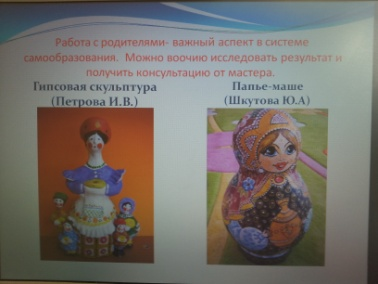 Работа с родителями- важный аспект в системе
самообразования. Можно воочию исследовать результат и
получить консультацию от мастера.
Гипсовая скульптура
(Петрова И.В.)
Папье-маше
(Шкутова Ю.А)